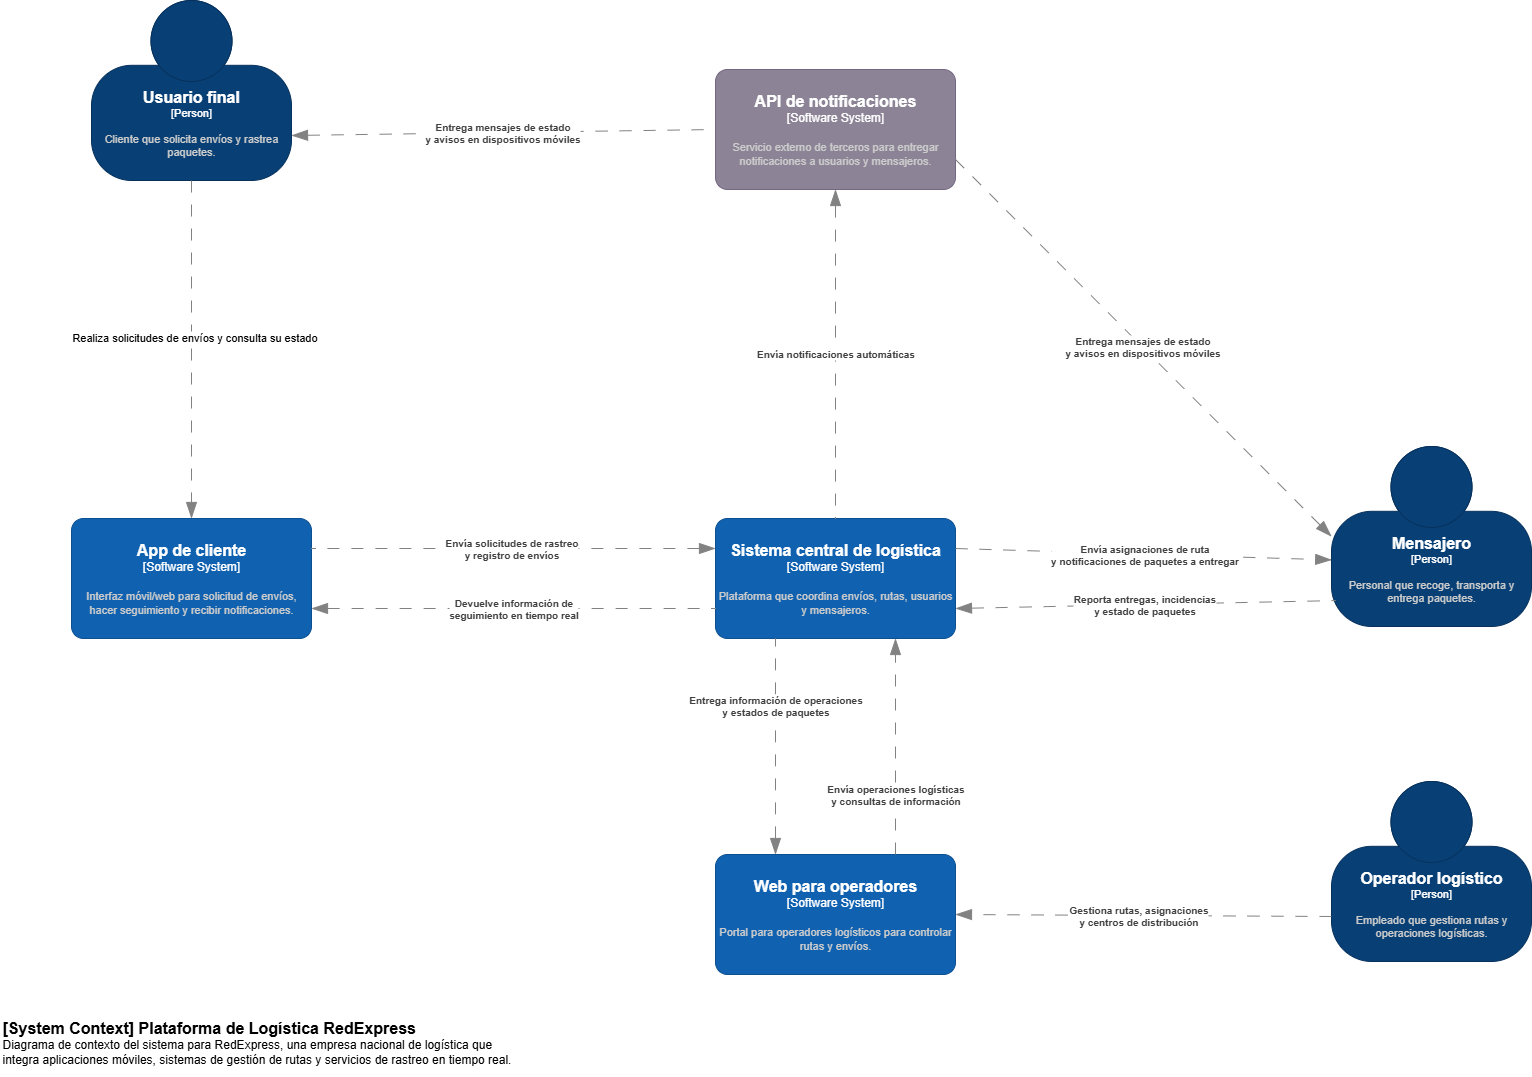 Usuario final
[Person]
Cliente que solicita envíos y rastrea
paquetes.
API de notificaciones
[Software System]
Servicio externo de terceros para entregar
notificaciones a usuarios y mensajeros.
Entrega mensajes de estado
y avisos en dispositivos móviles
Realiza solicitudes de envíos y consulta su estado
Envía notificaciones automáticas
Entrega mensajes de estado
y avisos en dispositivos móviles
App de cliente
[Software System]
Interfaz móvil/web para solicitud de envíos,
hacer seguimiento y recibir notificaciones.
Envía solicitudes de rastreo
y registro de envíos
Devuelve información de
seguimiento en tiempo real
Sistema central de logística
[Software System]
Plataforma que coordina envíos, rutas, usuarios
y mensajeros.
Envía asignaciones de ruta
y notificaciones de paquetes a entregar
Reporta entregas, incidencias
y estado de paquetes
Mensajero
[Person]
Personal que recoge, transporta y
entrega paquetes.
Entrega información de operaciones
y estados de paquetes
Envía operaciones logísticas
y consultas de información
Web para operadores
[Software System]
Portal para operadores logísticos para controlar
rutas y envíos.
Gestiona rutas, asignaciones
y centros de distribución
Operador logístico
[Person]
Empleado que gestiona rutas y
operaciones logísticas.
[System Context] Plataforma de Logística RedExpress
Diagrama de contexto del sistema para RedExpress, una empresa nacional de logística que
integra aplicaciones móviles, sistemas de gestión de rutas y servicios de rastreo en tiempo real.